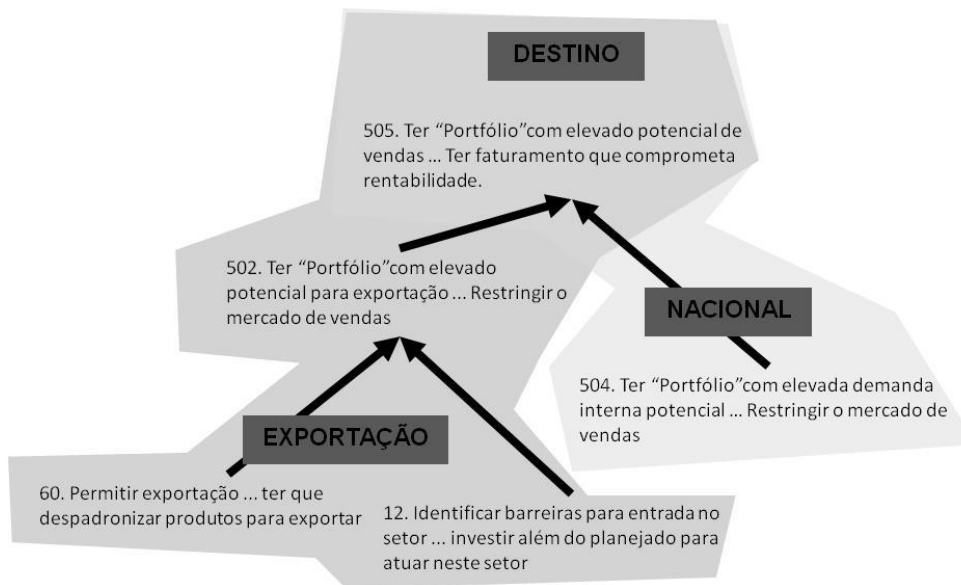 DESTINO
505. Ter “Portfólio”com elevado potencial de
vendas ... Ter faturamento que comprometa
rentabilidade.
502. Ter “Portfólio”com elevado
potencial para exportação ... Restringir o
mercado de vendas
NACIONAL
504. Ter “Portfólio”com elevada demanda
interna potencial ... Restringir o mercado de
vendas
EXPORTAÇÃO
60. Permitir exportação ... ter que
despadronizar produtos para exportar
12. Identificar barreiras para entrada no
setor ... investir além do planejado para
atuar neste setor